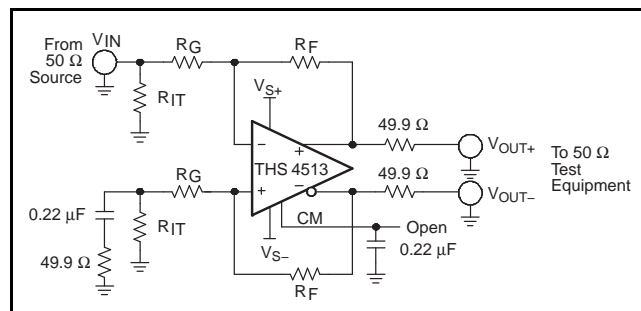 From
50 Ω
Source
VIN
RG
RF
RIT
VS+
49.9 Ω
VOUT+
THS 4513
49.9 Ω
VOUT−
To 50 Ω
Test
Equipment
RG
0.22 µF
RIT
49.9 Ω
VS−
CM
Open
0.22 µF
RF
− +
+ −